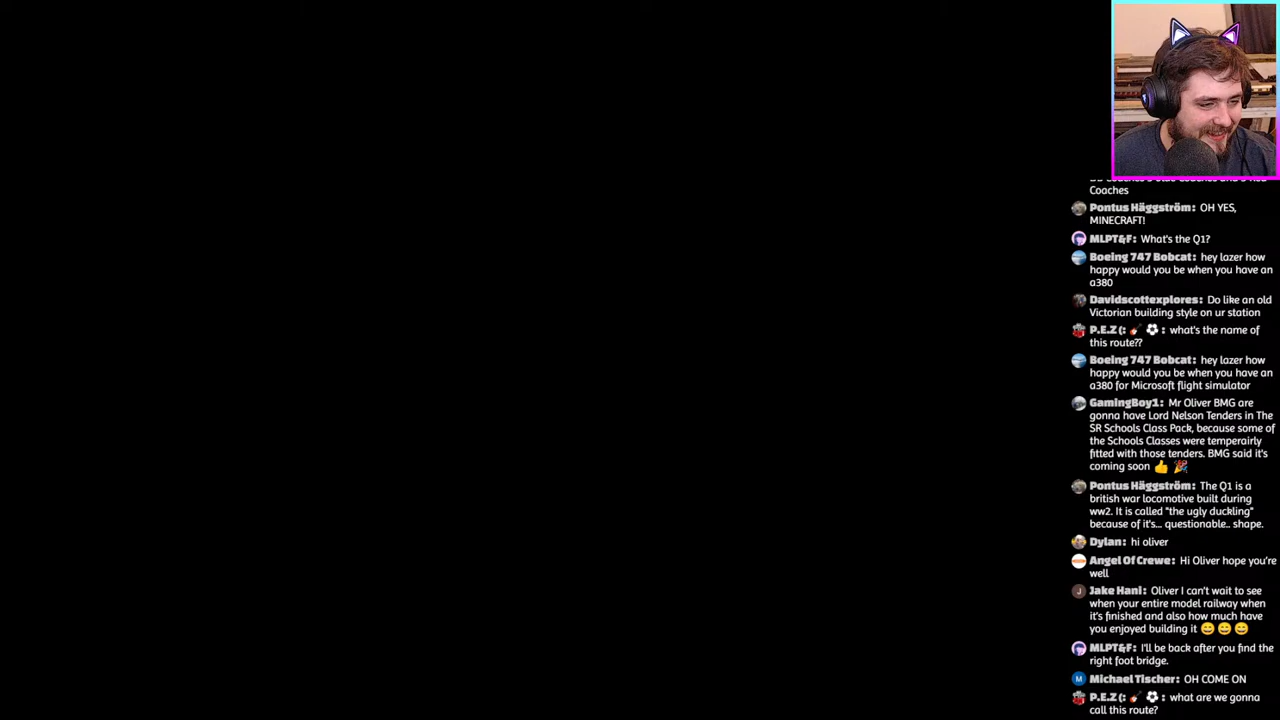 Coaches
Pontus Häggström: OH YES,
MINECRAFT!
MLPT&F: What's the Q1?
Boeing 747 Bobcat: hey lazer how
happy would you be when you have an
a380
Davidscottexplores: Do like an old
Victorian building style on ur station
P.E.Z (: 🎸 ⚽ : what's the name of
this route??
Boeing 747 Bobcat: hey lazer how
happy would you be when you have an
a380 for Microsoft flight simulator
GamingBoy1: Mr Oliver BMG are
gonna have Lord Nelson Tenders in The
SR Schools Class Pack, because some of
the Schools Classes were temperairly
fitted with those tenders. BMG said it's
coming soon 👍 🎉
Pontus Häggström: The Q1 is a
british war locomotive built during
ww2. It is called "the ugly duckling"
because of it's... questionable.. shape.
Dylan: hi oliver
Angel Of Crewe: Hi Oliver hope you're
well
Jake Hani: Oliver I can't wait to see
when your entire model railway when
it's finished and also how much have
you enjoyed building it 😄 😄 😄
MLPT&F: I'll be back after you find the
right foot bridge.
Michael Tischer: OH COME ON
P.E.Z (: 🎸 ⚽ : what are we gonna
call this route?